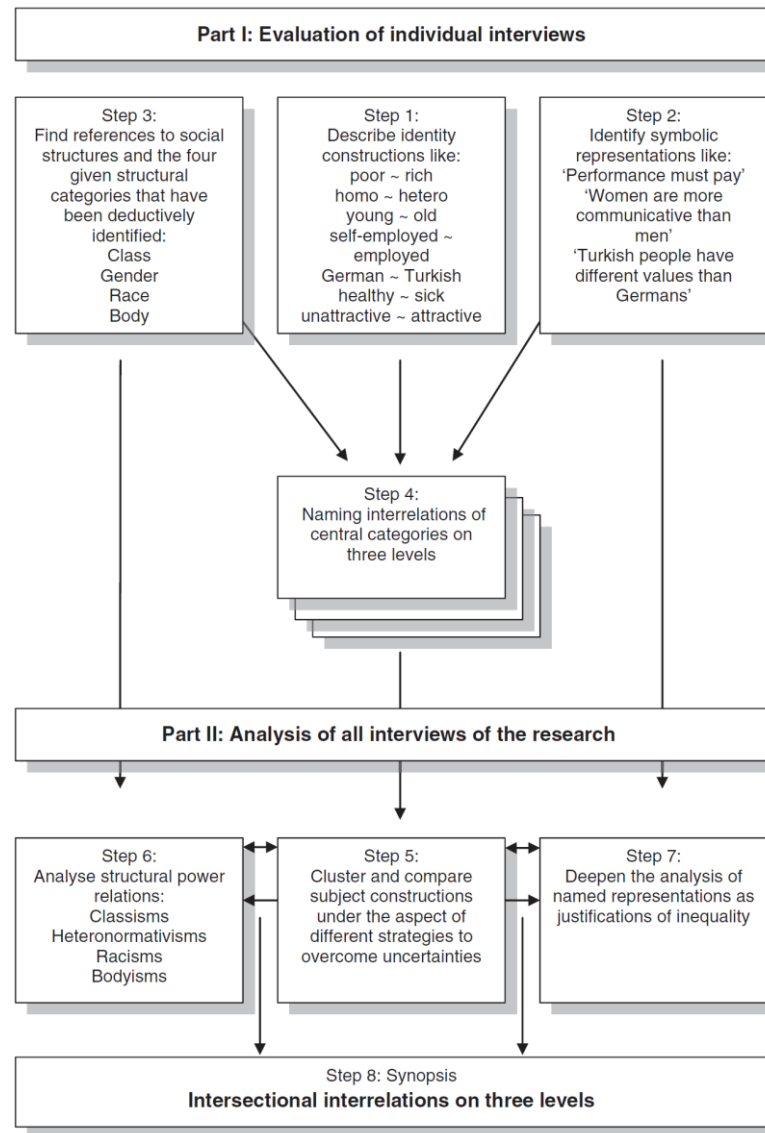 Part I: Evaluation of individual interviews
Step 3:
Find references to social
structures and the four
given structural
categories that have
been deductively
identified:
Class
Gender
Race
Body
Step 1:
Describe identity
constructions like:
poor ~ rich
homo ~ hetero
young ~ old
self-employed ~
employed
German ~ Turkish
healthy ~ sick
unattractive ~ attractive
Step 2:
Identify symbolic
representations like:
‘Performance must pay’
‘Women are more
communicative than
men’
‘Turkish people have
different values than
Germans’
Step 4:
Naming interrelations of
central categories on
three levels
Part II: Analysis of all interviews of the research
Step 6:
Analyse structural power
relations:
Classisms
Heteronormativisms
Racisms
Bodyisms
Step 5:
Cluster and compare
subject constructions
under the aspect of
different strategies to
overcome uncertainties
Step 7:
Deepen the analysis of
named representations as
justifications of inequality
Step 8: Synopsis
Intersectional interrelations on three levels